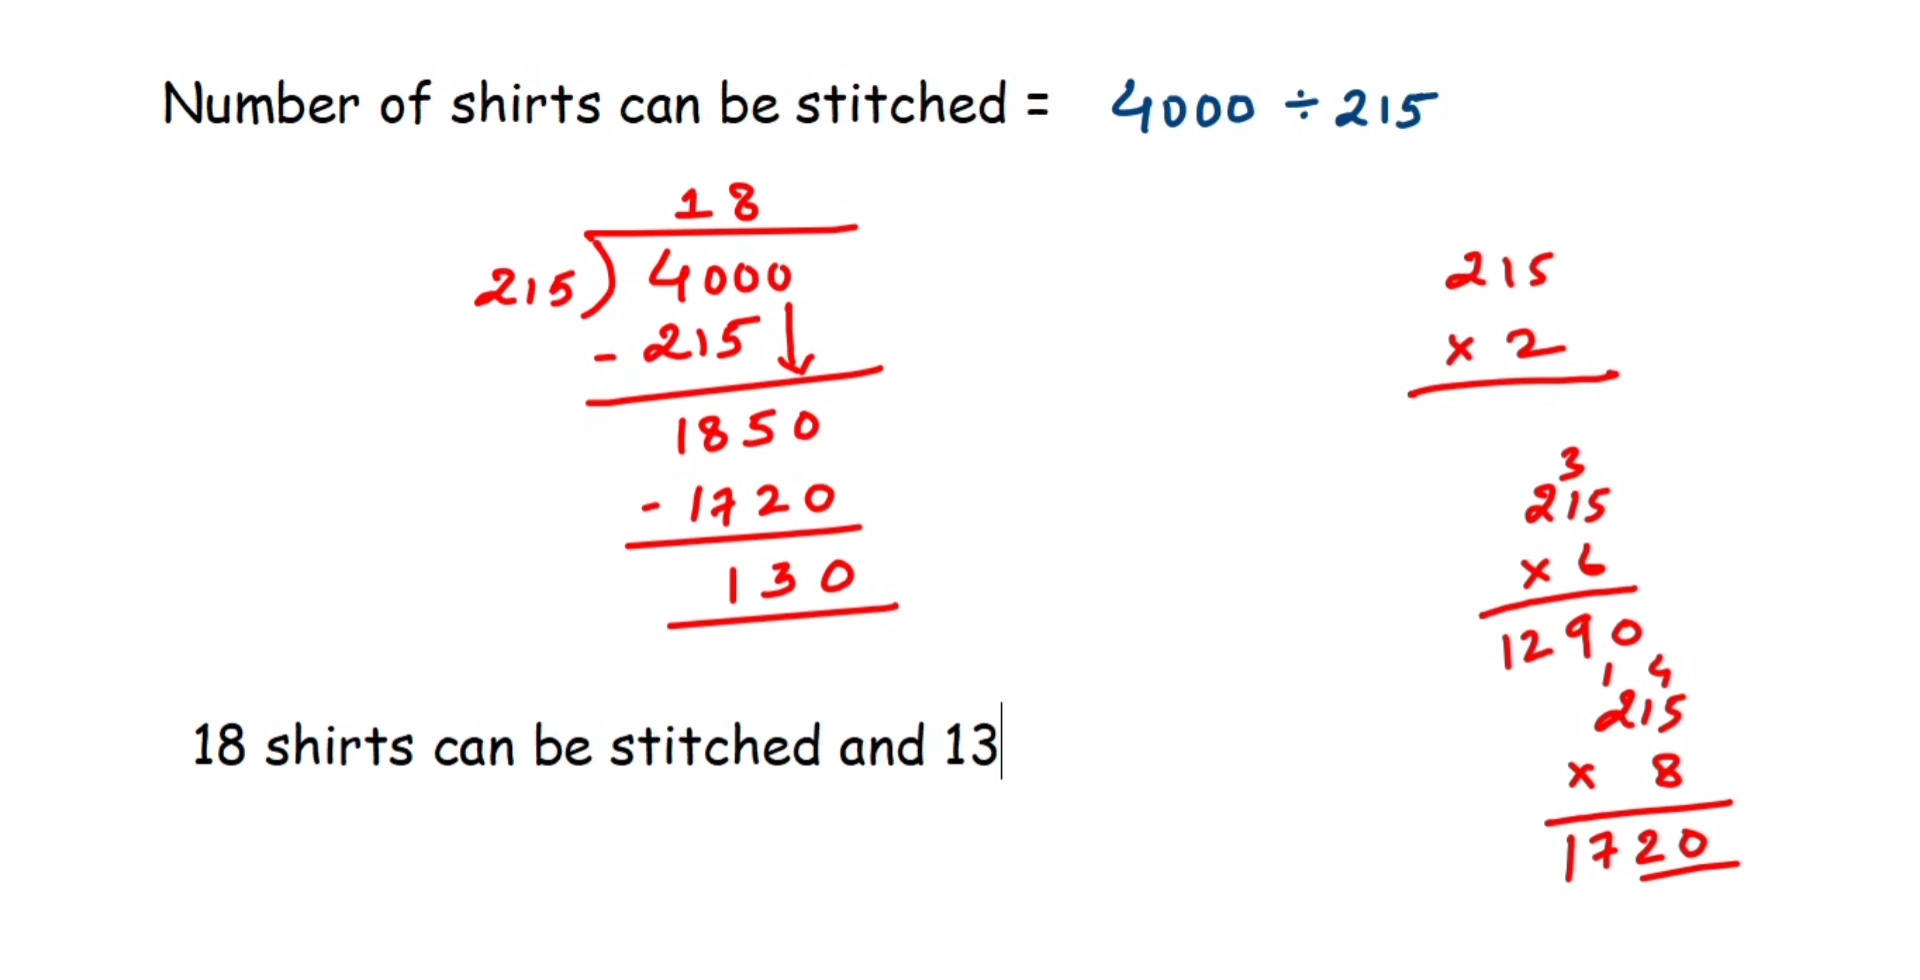 Number of shirts can be stitched = 4000 ÷ 215
18
215 ) 4000
- 215
1850
- 1720
130
18 shirts can be stitched and 13
215
x 2
3
215
x 6
1290
1 4
215
x 8
1720